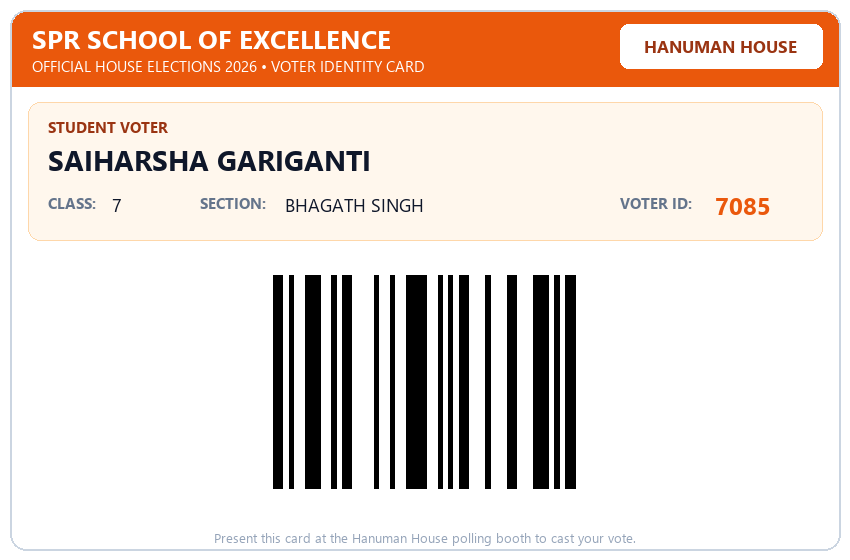 SPR SCHOOL OF EXCELLENCE
OFFICIAL HOUSE ELECTIONS 2026 • VOTER IDENTITY CARD
HANUMAN HOUSE
STUDENT VOTER
SAIHARSHA GARIGANTI
CLASS: 7 SECTION: BHAGATH SINGH VOTER ID: 7085
Present this card at the Hanuman House polling booth to cast your vote.